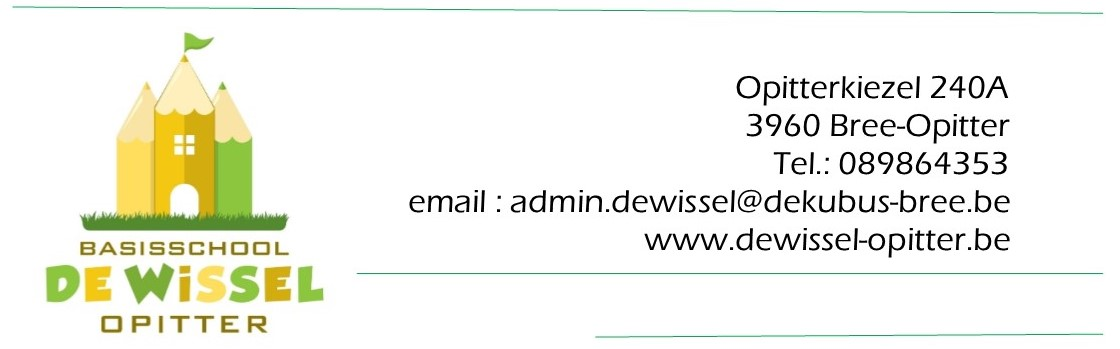 BASISSCHOOL
DE WiSSEL
OPITTER
Opitterkiezel 240A
3960 Bree-Opitter
Tel.: 089864353
email : admin.dewissel@dekubus-bree.be
www.dewissel-opitter.be